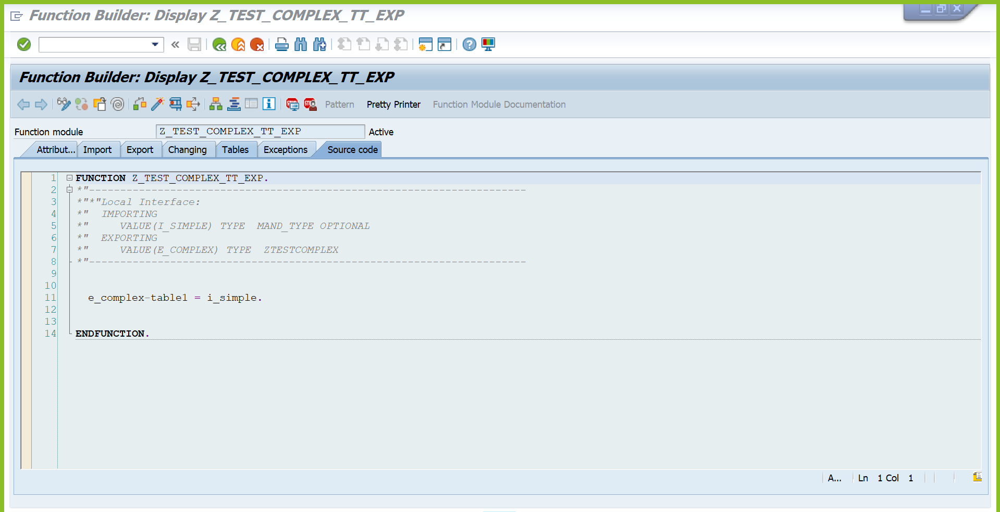 Function Builder: Display Z_TEST_COMPLEX_TT_EXP
Function Builder: Display Z_TEST_COMPLEX_TT_EXP
Pattern Pretty Printer Function Module Documentation
Function module Z_TEST_COMPLEX_TT_EXP Active
Attribut... Import Export Changing Tables Exceptions Source code
1 FUNCTION Z_TEST_COMPLEX_TT_EXP.
2 *"----------------------------------------------------------------------
3 *"*"Local Interface:
4 *"  IMPORTING
5 *"     VALUE(I_SIMPLE) TYPE  MAND_TYPE OPTIONAL
6 *"  EXPORTING
7 *"     VALUE(E_COMPLEX) TYPE  ZTESTCOMPLEX
8 *"----------------------------------------------------------------------
9
10
11   e_complex-table1 = i_simple.
12
13
14 ENDFUNCTION.
A... Ln 1 Col 1